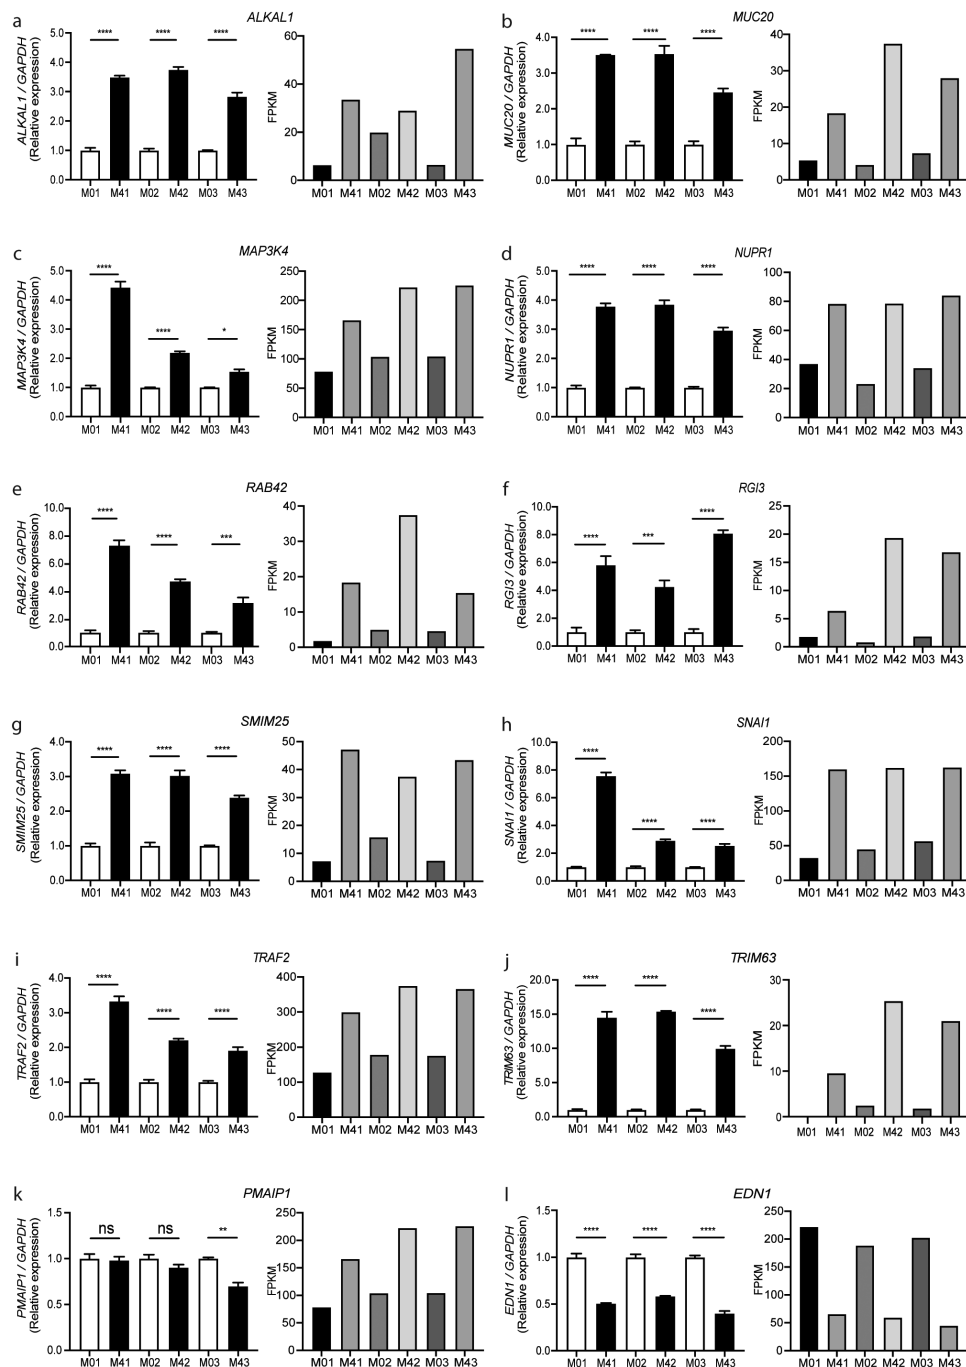 a
ALKAL1
ALKAL1 / GAPDH
(Relative expression)
5.0
4.0
3.0
2.0
1.0
0.0
**** **** ****
M01 M41 M02 M42 M03 M43
FPKM
60
40
20
0
M01 M41 M02 M42 M03 M43
b
MUC20
MUC20 / GAPDH
(Relative expression)
4.0
3.0
2.0
1.0
0.0
**** **** ****
M01 M41 M02 M42 M03 M43
FPKM
40
30
20
10
0
M01 M41 M02 M42 M03 M43
c
MAP3K4
MAP3K4 / GAPDH
(Relative expression)
5.0
4.0
3.0
2.0
1.0
0.0
**** **** *
M01 M41 M02 M42 M03 M43
FPKM
250
200
150
100
50
0
M01 M41 M02 M42 M03 M43
d
NUPR1
NUPR1 / GAPDH
(Relative expression)
5.0
4.0
3.0
2.0
1.0
0.0
**** **** ****
M01 M41 M02 M42 M03 M43
FPKM
100
80
60
40
20
0
M01 M41 M02 M42 M03 M43
e
RAB42
RAB42 / GAPDH
(Relative expression)
10.0
8.0
6.0
4.0
2.0
0.0
**** **** ***
M01 M41 M02 M42 M03 M43
FPKM
40
30
20
10
0
M01 M41 M02 M42 M03 M43
f
RGI3
RGI3 / GAPDH
(Relative expression)
10.0
8.0
6.0
4.0
2.0
0.0
**** *** ****
M01 M41 M02 M42 M03 M43
FPKM
25
20
15
10
5
0
M01 M41 M02 M42 M03 M43
g
SMIM25
SMIM25 / GAPDH
(Relative expression)
4.0
3.0
2.0
1.0
0.0
**** **** ****
M01 M41 M02 M42 M03 M43
FPKM
50
40
30
20
10
0
M01 M41 M02 M42 M03 M43
h
SNAI1
SNAI1 / GAPDH
(Relative expression)
10.0
8.0
6.0
4.0
2.0
0.0
**** **** ****
M01 M41 M02 M42 M03 M43
FPKM
200
150
100
50
0
M01 M41 M02 M42 M03 M43
i
TRAF2
TRAF2 / GAPDH
(Relative expression)
4.0
3.0
2.0
1.0
0.0
**** **** ****
M01 M41 M02 M42 M03 M43
FPKM
400
300
200
100
0
M01 M41 M02 M42 M03 M43
j
TRIM63
TRIM63 / GAPDH
(Relative expression)
20.0
15.0
10.0
5.0
0.0
**** **** ****
M01 M41 M02 M42 M03 M43
FPKM
30
20
10
0
M01 M41 M02 M42 M03 M43
k
PMAIP1
PMAIP1 / GAPDH
(Relative expression)
1.5
1.0
0.5
0.0
ns ns **
M01 M41 M02 M42 M03 M43
FPKM
250
200
150
100
50
0
M01 M41 M02 M42 M03 M43
l
EDN1
EDN1 / GAPDH
(Relative expression)
1.5
1.0
0.5
0.0
**** **** ****
M01 M41 M02 M42 M03 M43
FPKM
250
200
150
100
50
0
M01 M41 M02 M42 M03 M43